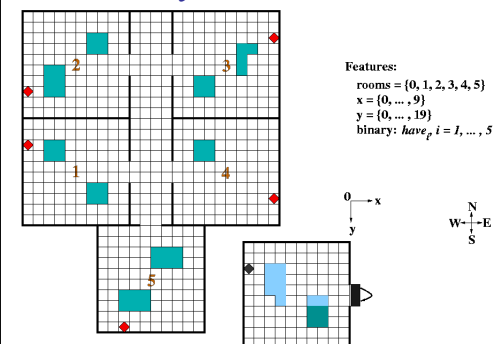 2
3
1
4
5
Features:
rooms = {0, 1, 2, 3, 4, 5}
x = {0, ... , 9}
y = {0, ... , 19}
binary: have_i, i = 1, ... , 5
0
x
y
N
W E
S